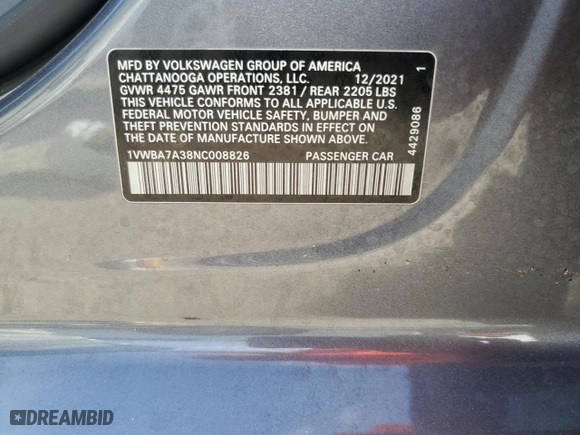 MFD BY VOLKSWAGEN GROUP OF AMERICA
CHATTANOOGA OPERATIONS, LLC. 12/2021
GVWR 4475 GAWR FRONT 2381 / REAR 2205 LBS
THIS VEHICLE CONFORMS TO ALL APPLICABLE U.S.
FEDERAL MOTOR VEHICLE SAFETY, BUMPER AND
THEFT PREVENTION STANDARDS IN EFFECT ON
THE DATE OF MANUFACTURE SHOWN ABOVE.
1VWBA7A38NC008826 PASSENGER CAR
4429086 1
DREAMBID